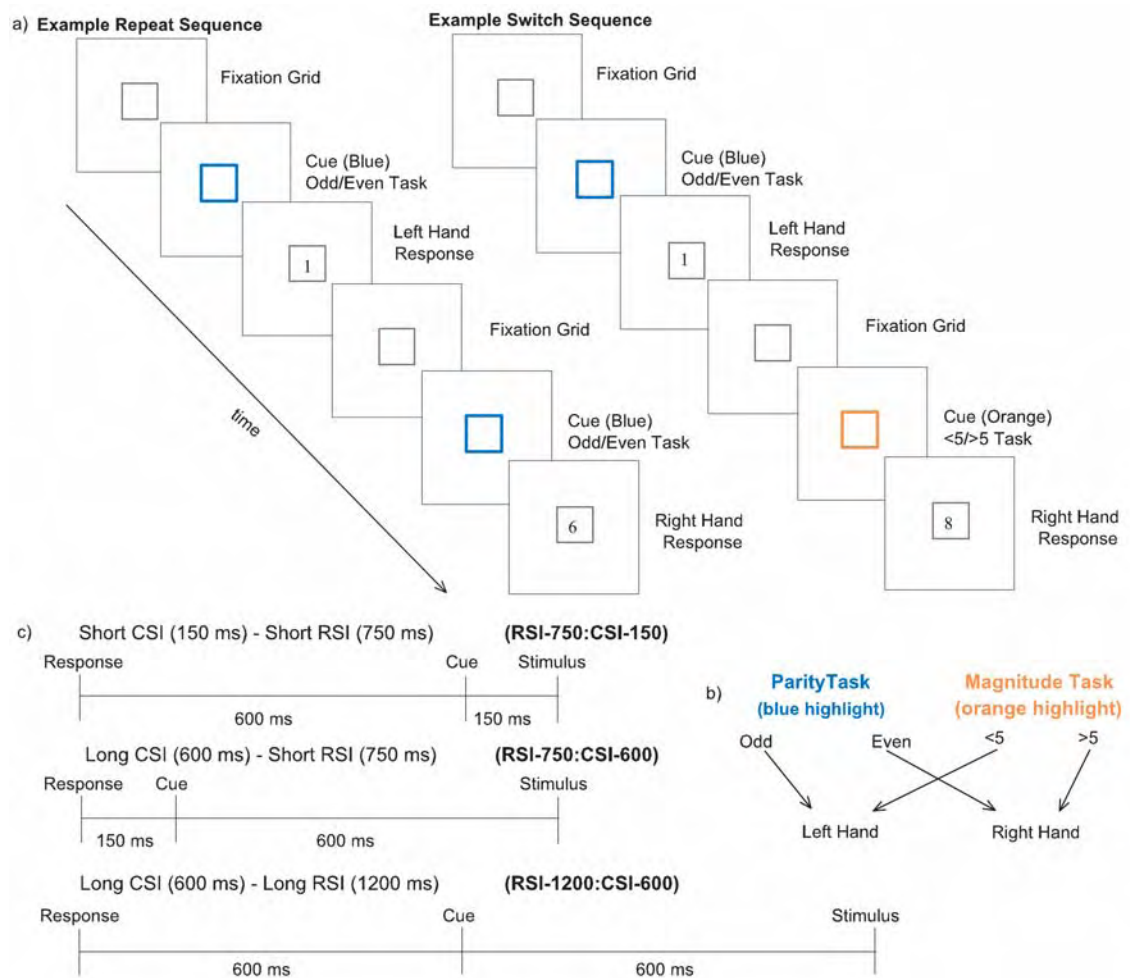 a) Example Repeat Sequence
Fixation Grid
Cue (Blue)
Odd/Even Task
1
Left Hand
Response
Fixation Grid
Cue (Blue)
Odd/Even Task
6
Right Hand
Response
time
Example Switch Sequence
Fixation Grid
Cue (Blue)
Odd/Even Task
1
Left Hand
Response
Fixation Grid
Cue (Orange)
<5/>5 Task
8
Right Hand
Response
c) Short CSI (150 ms) - Short RSI (750 ms) (RSI-750:CSI-150)
Response Cue Stimulus
600 ms 150 ms
Long CSI (600 ms) - Short RSI (750 ms) (RSI-750:CSI-600)
Response Cue Stimulus
150 ms 600 ms
Long CSI (600 ms) - Long RSI (1200 ms) (RSI-1200:CSI-600)
Response Cue Stimulus
600 ms 600 ms
b) ParityTask Magnitude Task
(blue highlight) (orange highlight)
Odd Even <5 >5
Left Hand Right Hand